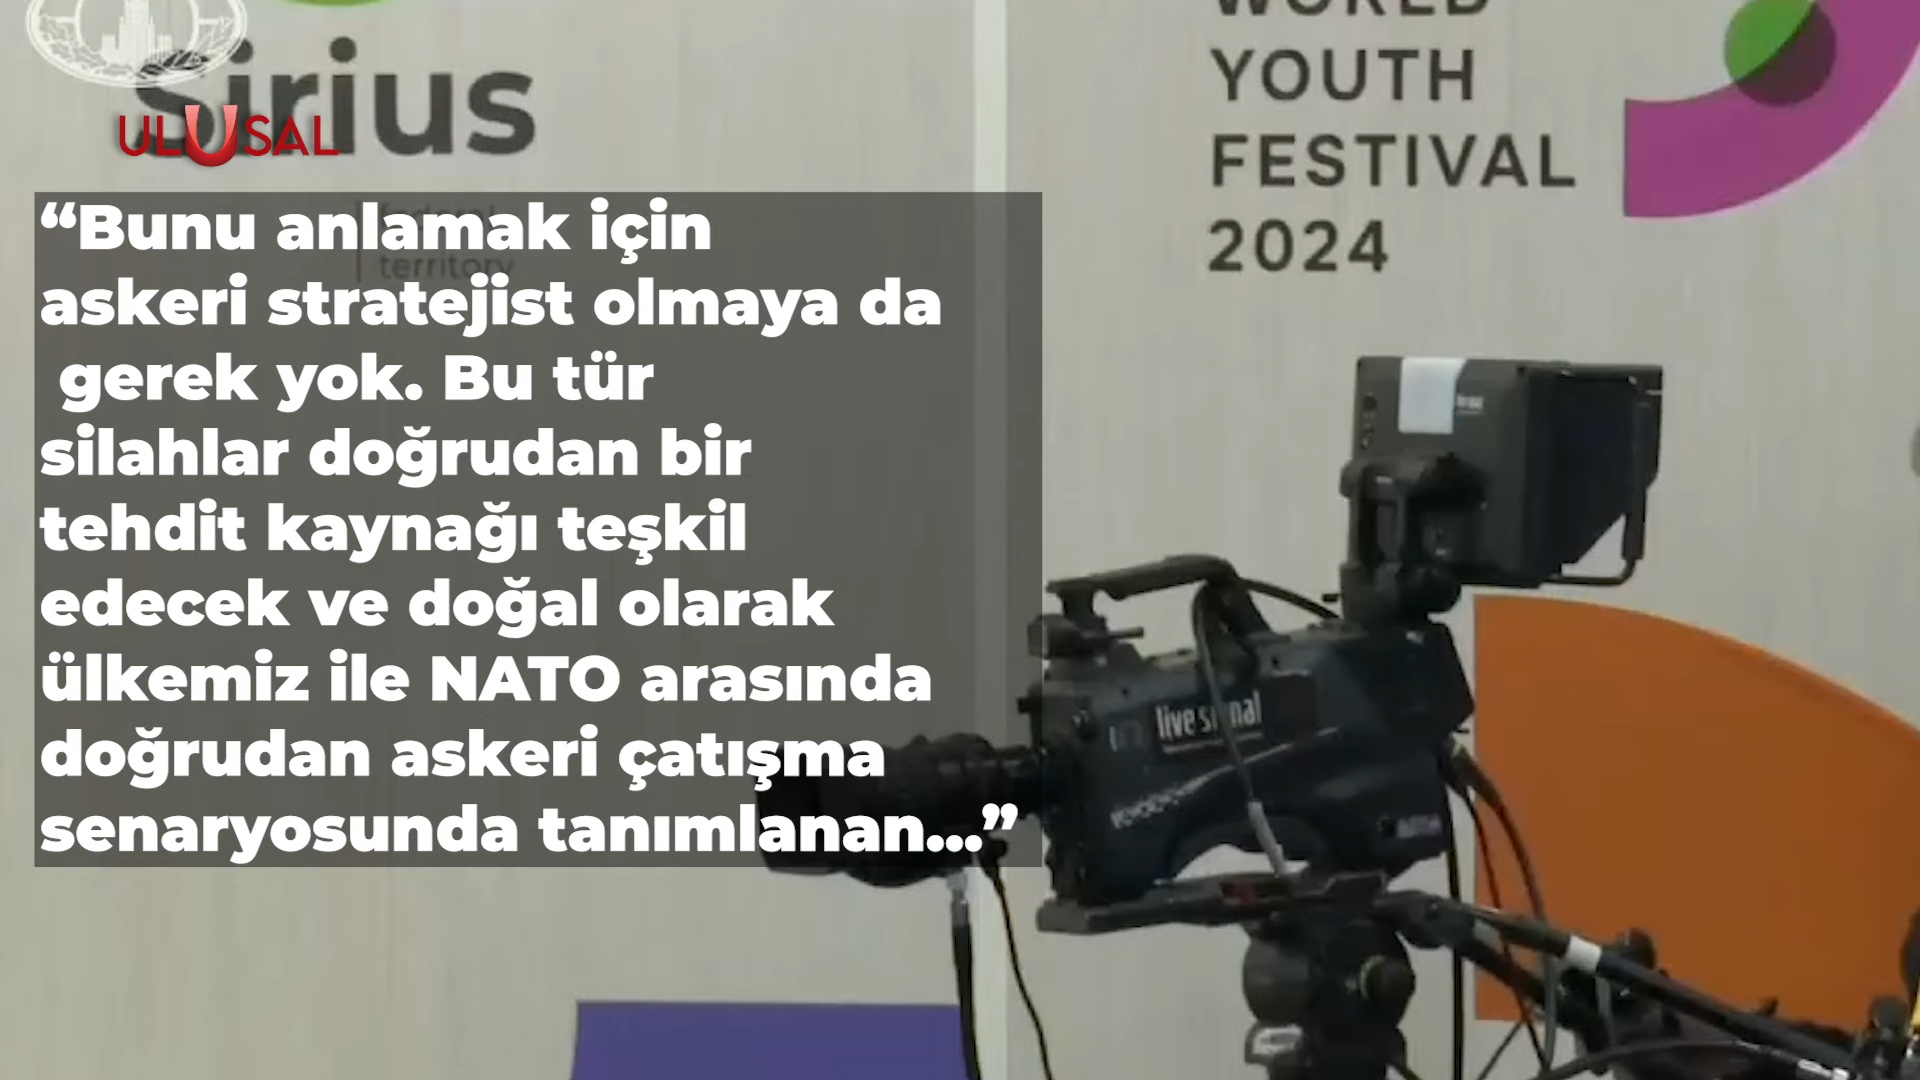 Sirius
ULUSAL
federal
territory
WORLD
YOUTH
FESTIVAL
2024
“Bunu anlamak için
askeri stratejist olmaya da
gerek yok. Bu tür
silahlar doğrudan bir
tehdit kaynağı teşkil
edecek ve doğal olarak
ülkemiz ile NATO arasında
doğrudan askeri çatışma
senaryosunda tanımlanan...”
live signal